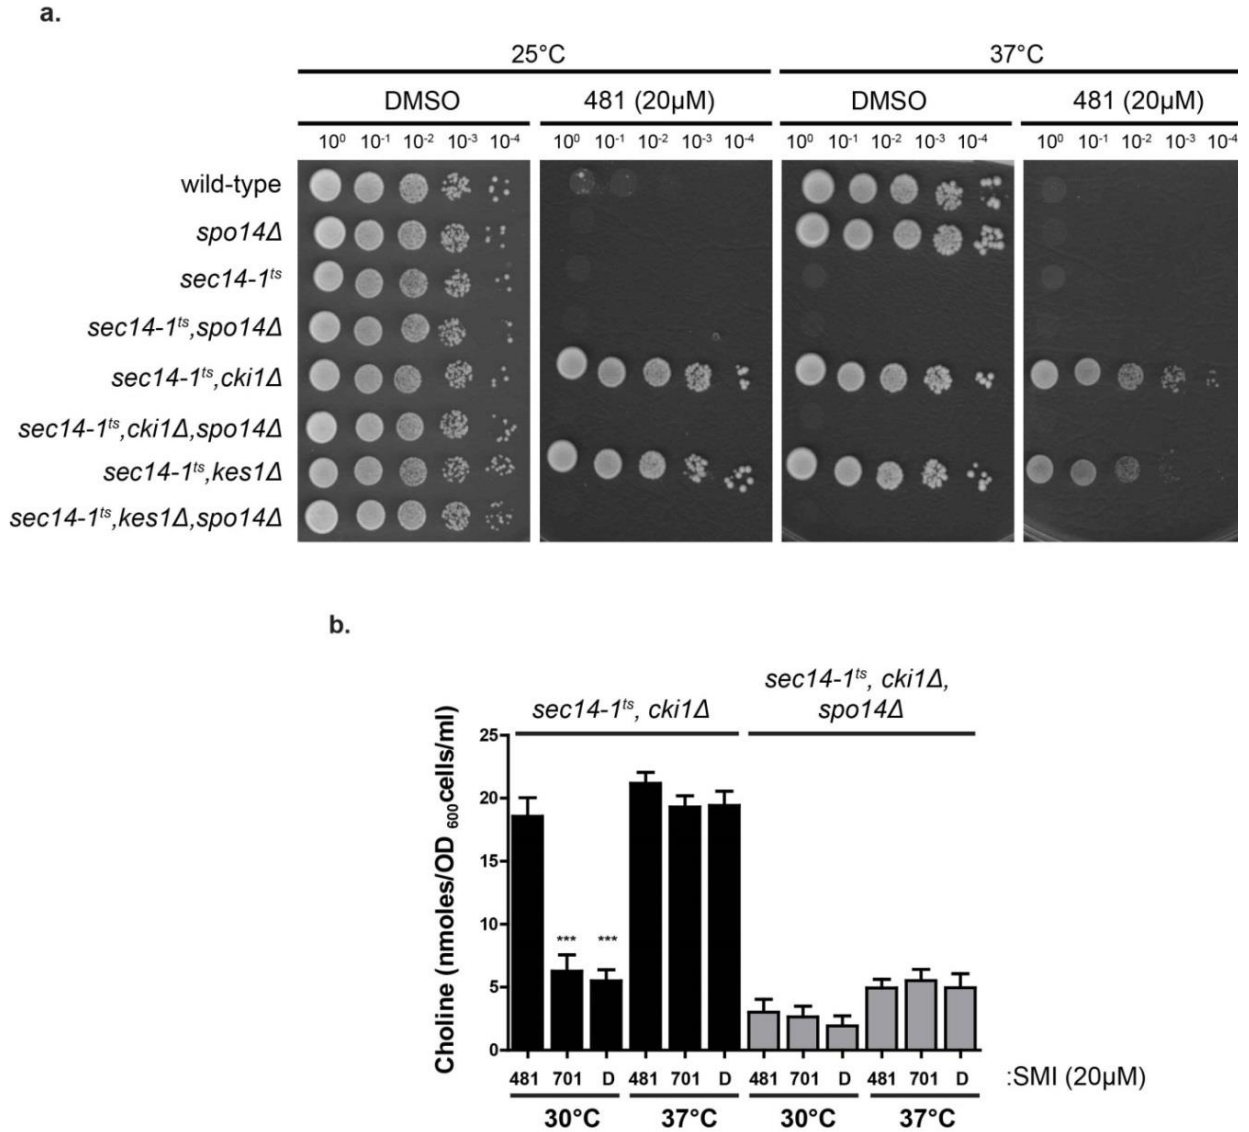 a.
25°C 37°C
DMSO 481 (20µM) DMSO 481 (20µM)
10⁰ 10⁻¹ 10⁻² 10⁻³ 10⁻⁴ 10⁰ 10⁻¹ 10⁻² 10⁻³ 10⁻⁴ 10⁰ 10⁻¹ 10⁻² 10⁻³ 10⁻⁴ 10⁰ 10⁻¹ 10⁻² 10⁻³ 10⁻⁴
wild-type
spo14Δ
sec14-1ᵗˢ
sec14-1ᵗˢ,spo14Δ
sec14-1ᵗˢ,cki1Δ
sec14-1ᵗˢ,cki1Δ,spo14Δ
sec14-1ᵗˢ,kes1Δ
sec14-1ᵗˢ,kes1Δ,spo14Δ
b.
sec14-1ᵗˢ, cki1Δ
sec14-1ᵗˢ, cki1Δ,
spo14Δ
Choline (nmoles/OD ₆₀₀cells/ml)
25
20
15
10
5
0
*** ***
481 701 D 481 701 D 481 701 D 481 701 D :SMI (20µM)
30°C 37°C 30°C 37°C